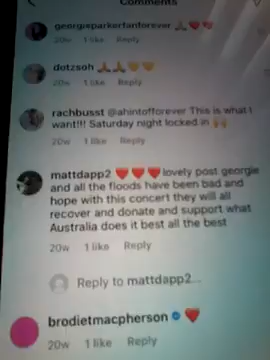 Comments
georgieparkerfanforever 🙏❤️💖
20w 1 like Reply
dotzsoh 🙏🙏💛💛
20w 1 like Reply
rachbusst @ahintofforever This is what I
want!!! Saturday night locked in 🙌
20w 1 like Reply
mattdapp2 ❤️❤️❤️lovely post georgie
and all the floods have been bad and
hope with this concert they will all
recover and donate and support what
Australia does it best all the best
20w 1 like Reply
Reply to mattdapp2...
brodietmacpherson ❤️
20w 1 like Reply